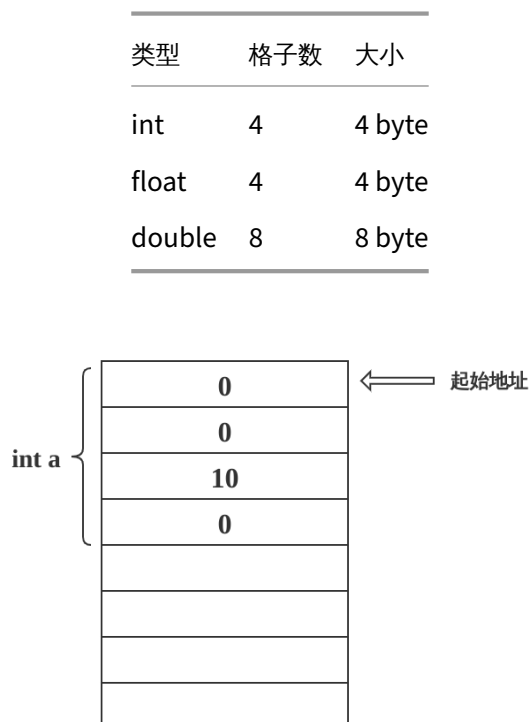 类型 格子数 大小
int 4 4 byte
float 4 4 byte
double 8 8 byte
0 起始地址
0
int a
10
0